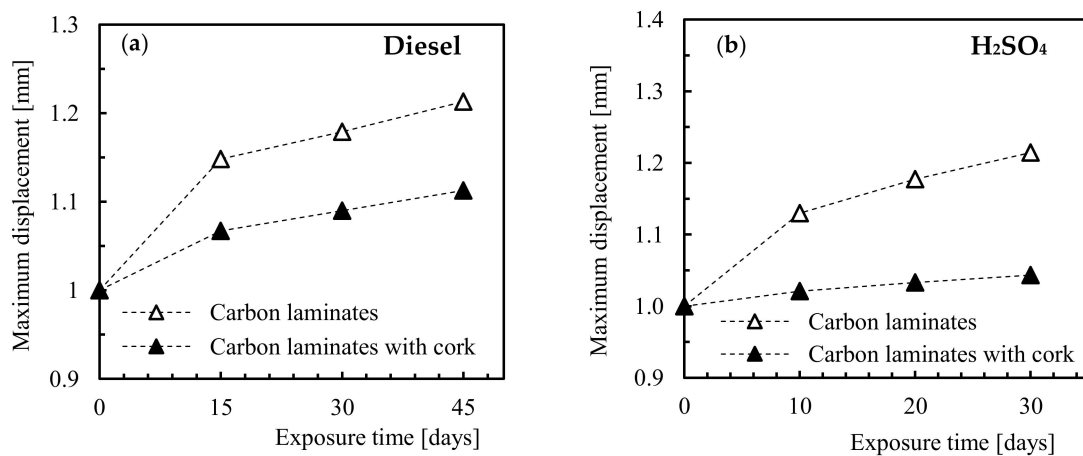 (a)
Diesel
Maximum displacement [mm]
1.3
1.2
1.1
1
0.9
Carbon laminates
Carbon laminates with cork
0 15 30 45
Exposure time [days]
(b)
H₂SO₄
Maximum displacement [mm]
1.4
1.3
1.2
1.1
1.0
0.9
Carbon laminates
Carbon laminates with cork
0 10 20 30
Exposure time [days]